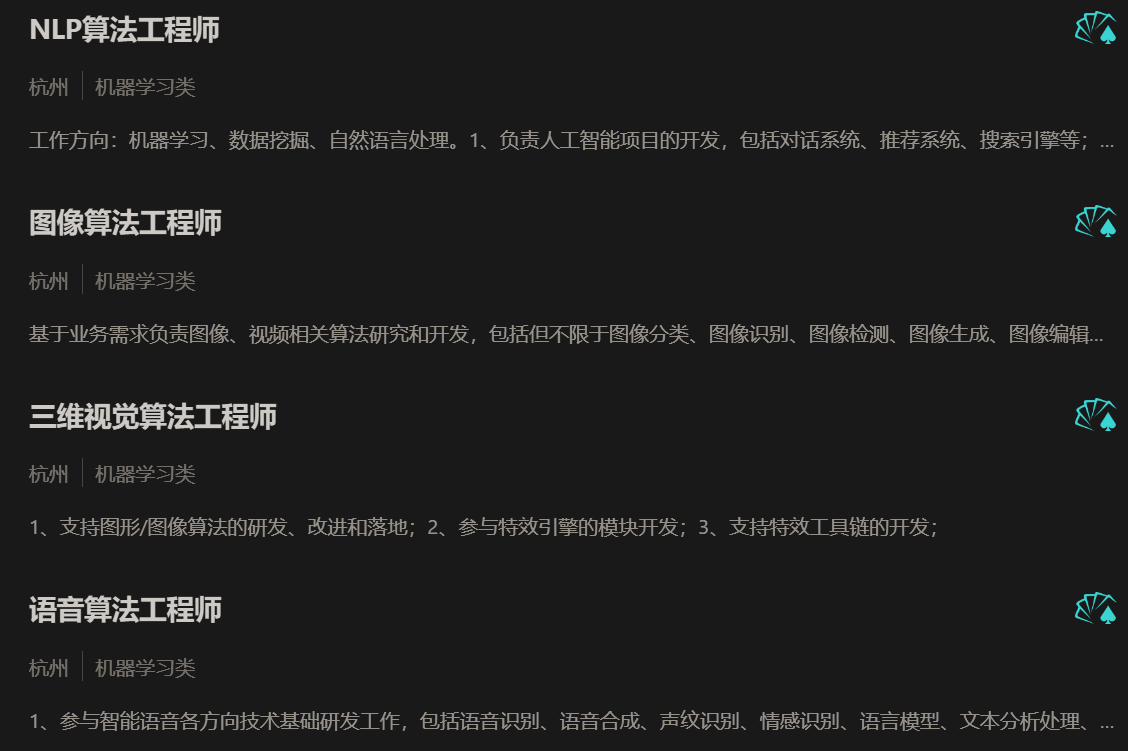 NLP算法工程师
杭州 机器学习类
工作方向：机器学习、数据挖掘、自然语言处理。1、负责人工智能项目的开发，包括对话系统、推荐系统、搜索引擎等；...
图像算法工程师
杭州 机器学习类
基于业务需求负责图像、视频相关算法研究和开发，包括但不限于图像分类、图像识别、图像检测、图像生成、图像编辑...
三维视觉算法工程师
杭州 机器学习类
1、支持图形/图像算法的研发、改进和落地；2、参与特效引擎的模块开发；3、支持特效工具链的开发；
语音算法工程师
杭州 机器学习类
1、参与智能语音各方向技术基础研发工作，包括语音识别、语音合成、声纹识别、情感识别、语言模型、文本分析处理、...